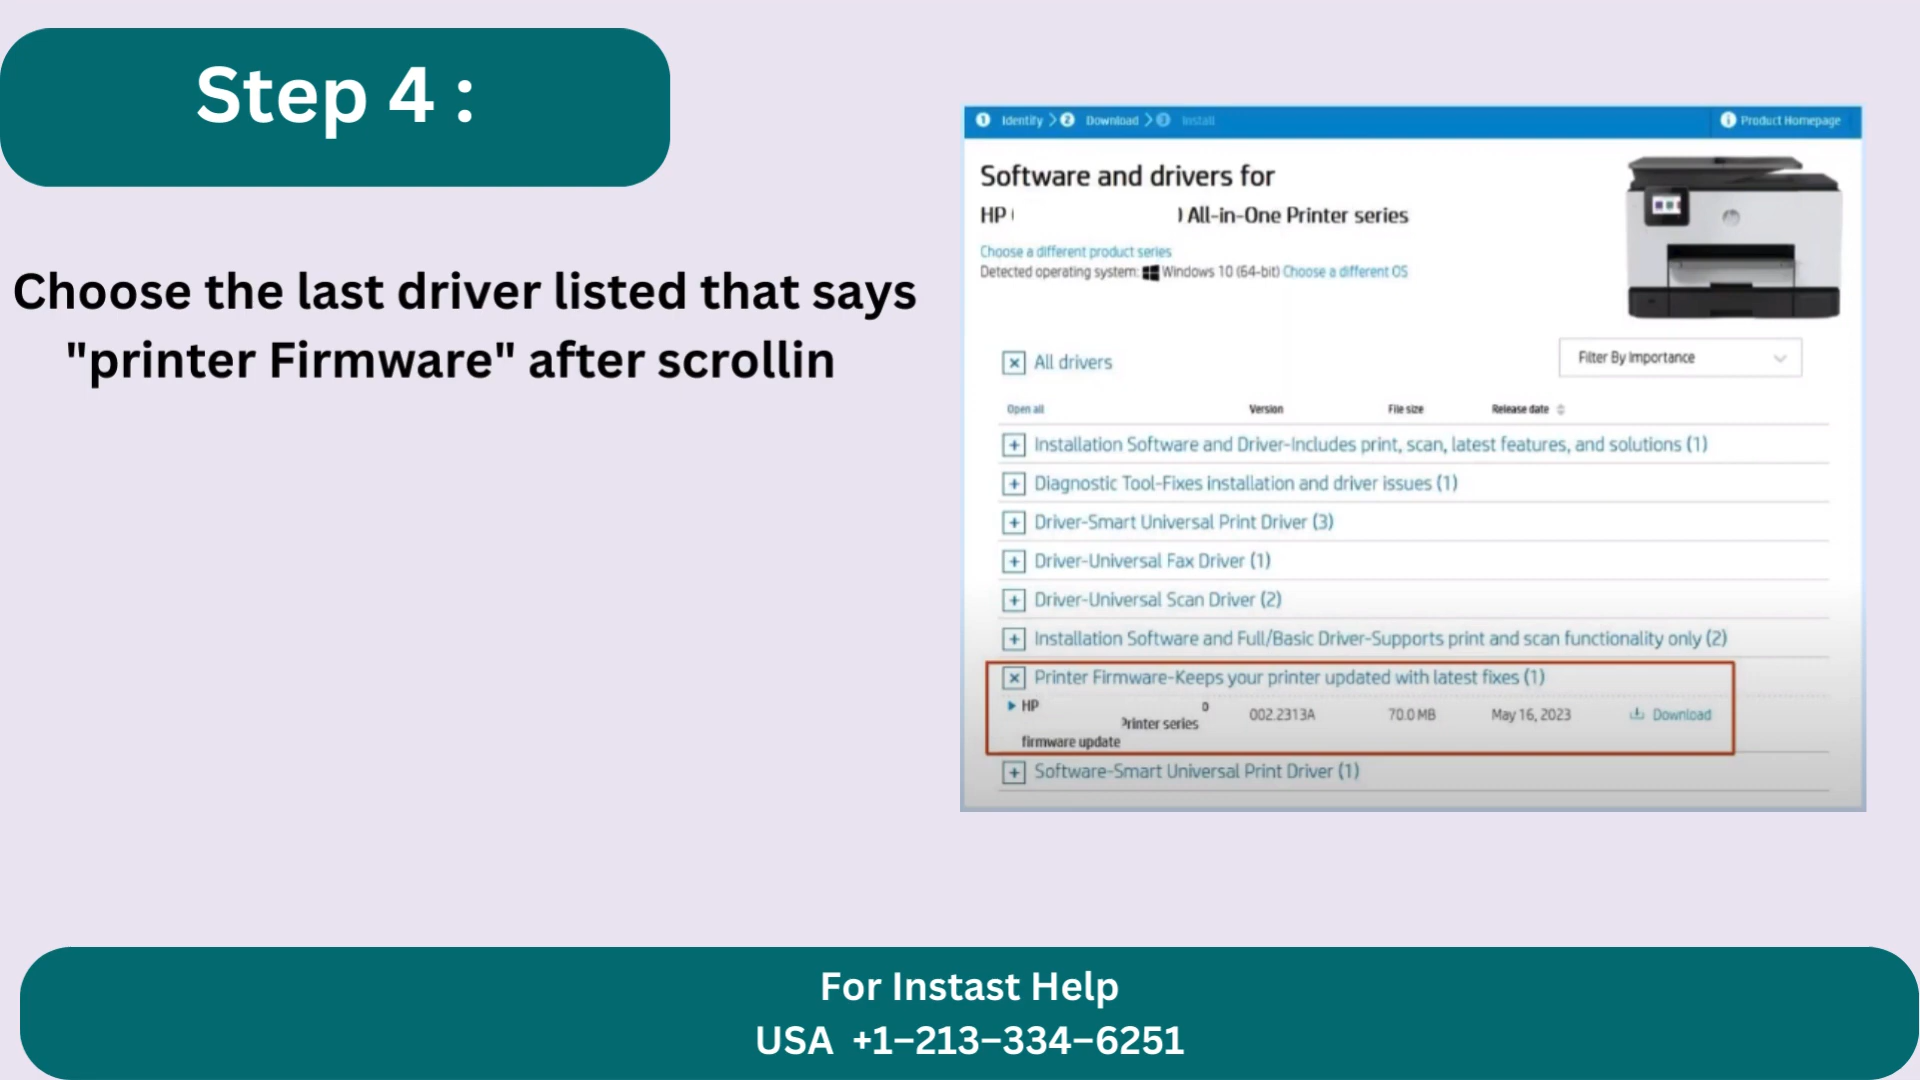 Step 4 :
Choose the last driver listed that says
"printer Firmware" after scrollin
1 Identify > 2 Download > 3 Install
Product Homepage
Software and drivers for
HP ) All-in-One Printer series
Choose a different product series
Detected operating system: Windows 10 (64-bit) Choose a different OS
All drivers
Filter By Importance
Open all Version File size Release date
Installation Software and Driver-Includes print, scan, latest features, and solutions (1)
Diagnostic Tool-Fixes installation and driver issues (1)
Driver-Smart Universal Print Driver (3)
Driver-Universal Fax Driver (1)
Driver-Universal Scan Driver (2)
Installation Software and Full/Basic Driver-Supports print and scan functionality only (2)
Printer Firmware-Keeps your printer updated with latest fixes (1)
HP 0
Printer series
firmware update
002.2313A 70.0 MB May 16, 2023 Download
Software-Smart Universal Print Driver (1)
For Instast Help
USA +1–213–334–6251